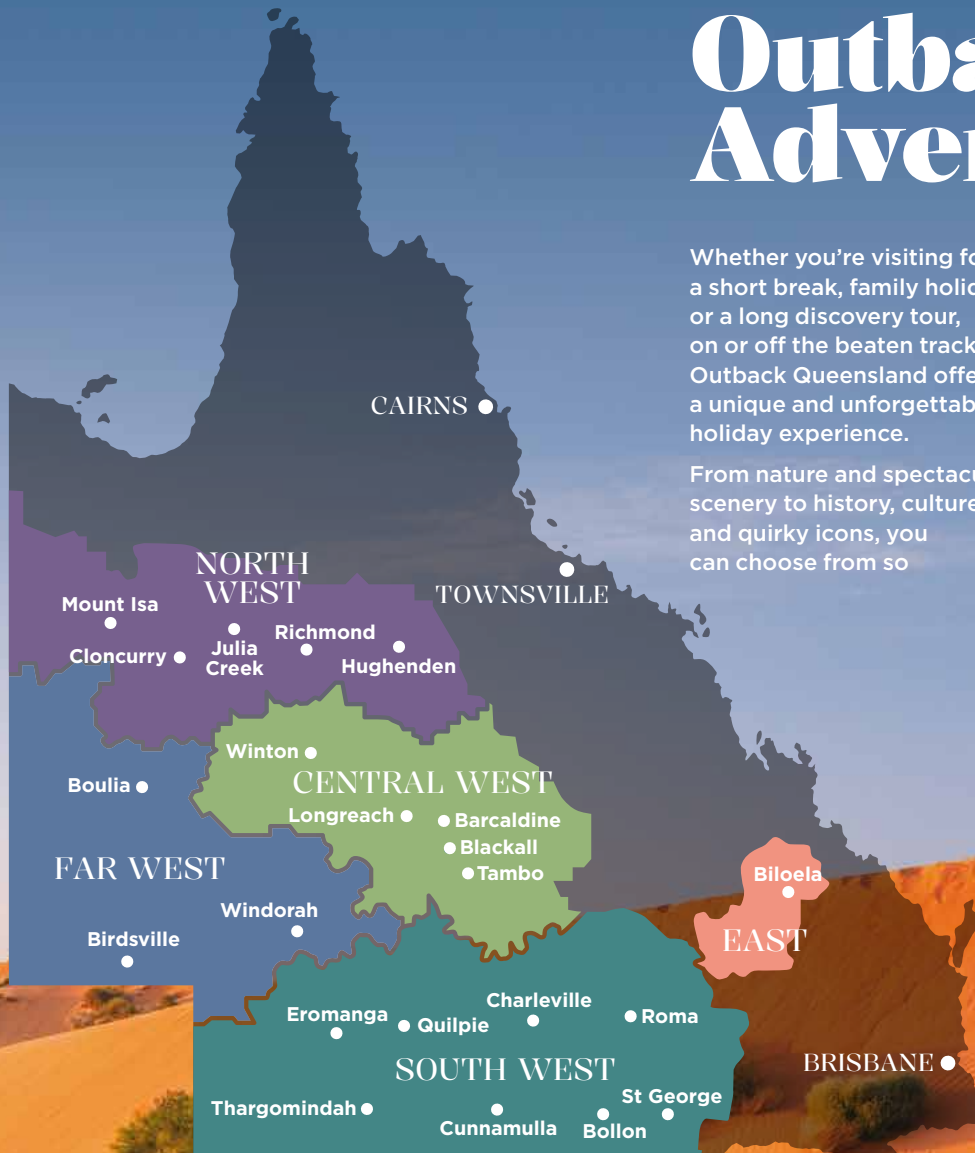 Outba
Adver
Whether you're visiting fo
a short break, family holid
or a long discovery tour,
on or off the beaten track
Outback Queensland offe
a unique and unforgettab
holiday experience.
From nature and spectacu
scenery to history, culture
and quirky icons, you
can choose from so
CAIRNS
TOWNSVILLE
NORTH
WEST
Mount Isa
Cloncurry
Julia
Creek
Richmond
Hughenden
Winton
CENTRAL WEST
Longreach
Barcaldine
Blackall
Tambo
Boulia
FAR WEST
Windorah
Birdsville
Biloela
EAST
Eromanga
Quilpie
Charleville
Roma
SOUTH WEST
BRISBANE
Thargomindah
Cunnamulla
Bollon
St George